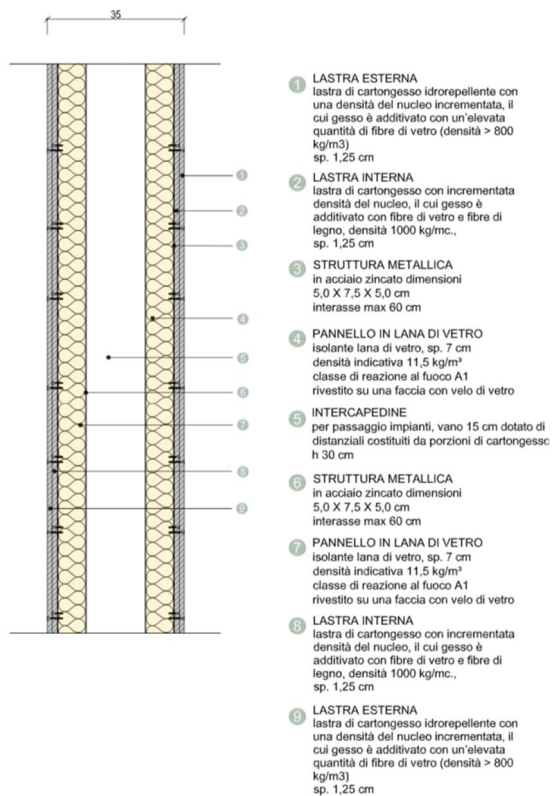 35
1
LASTRA ESTERNA
lastra di cartongesso idrorepellente con
una densità del nucleo incrementata, il
cui gesso è additivato con un'elevata
quantità di fibre di vetro (densità > 800
kg/m3)
sp. 1,25 cm
2
LASTRA INTERNA
lastra di cartongesso con incrementata
densità del nucleo, il cui gesso è
additivato con fibre di vetro e fibre di
legno, densità 1000 kg/mc.,
sp. 1,25 cm
3
STRUTTURA METALLICA
in acciaio zincato dimensioni
5,0 X 7,5 X 5,0 cm
interasse max 60 cm
4
PANNELLO IN LANA DI VETRO
isolante lana di vetro, sp. 7 cm
densità indicativa 11,5 kg/m³
classe di reazione al fuoco A1
rivestito su una faccia con velo di vetro
5
INTERCAPEDINE
per passaggio impianti, vano 15 cm dotato di
distanziali costituiti da porzioni di cartongesso
h 30 cm
6
STRUTTURA METALLICA
in acciaio zincato dimensioni
5,0 X 7,5 X 5,0 cm
interasse max 60 cm
7
PANNELLO IN LANA DI VETRO
isolante lana di vetro, sp. 7 cm
densità indicativa 11,5 kg/m³
classe di reazione al fuoco A1
rivestito su una faccia con velo di vetro
8
LASTRA INTERNA
lastra di cartongesso con incrementata
densità del nucleo, il cui gesso è
additivato con fibre di vetro e fibre di
legno, densità 1000 kg/mc.,
sp. 1,25 cm
9
LASTRA ESTERNA
lastra di cartongesso idrorepellente con
una densità del nucleo incrementata, il
cui gesso è additivato con un'elevata
quantità di fibre di vetro (densità > 800
kg/m3)
sp. 1,25 cm
1
2
3
4
5
6
7
8
9